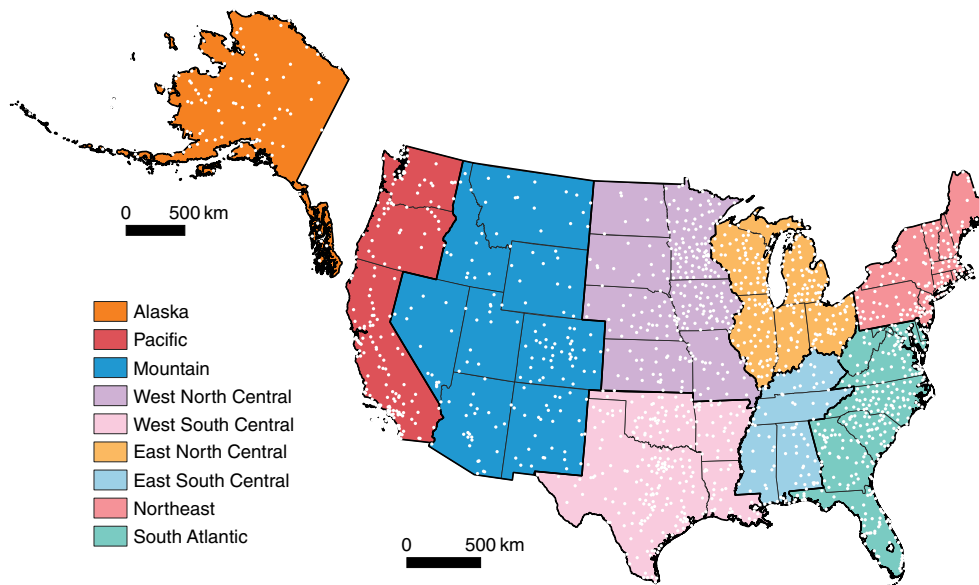 0 500 km
Alaska
Pacific
Mountain
West North Central
West South Central
East North Central
East South Central
Northeast
South Atlantic
0 500 km